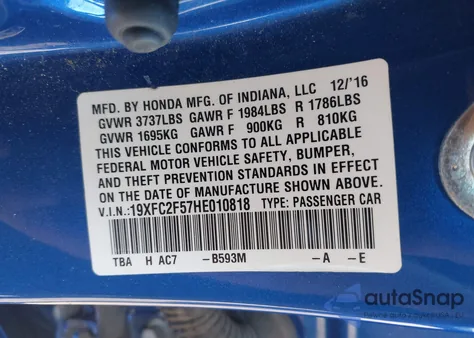 MFD. BY HONDA MFG. OF INDIANA, LLC 12/'16
GVWR 3737LBS GAWR F 1984LBS R 1786LBS
GVWR 1695KG GAWR F 900KG R 810KG
THIS VEHICLE CONFORMS TO ALL APPLICABLE
FEDERAL MOTOR VEHICLE SAFETY, BUMPER,
AND THEFT PREVENTION STANDARDS IN EFFECT
ON THE DATE OF MANUFACTURE SHOWN ABOVE.
V.I.N.:19XFC2F57HE010818 TYPE: PASSENGER CAR
TBA H AC7 -B593M -A -E
autoSnap